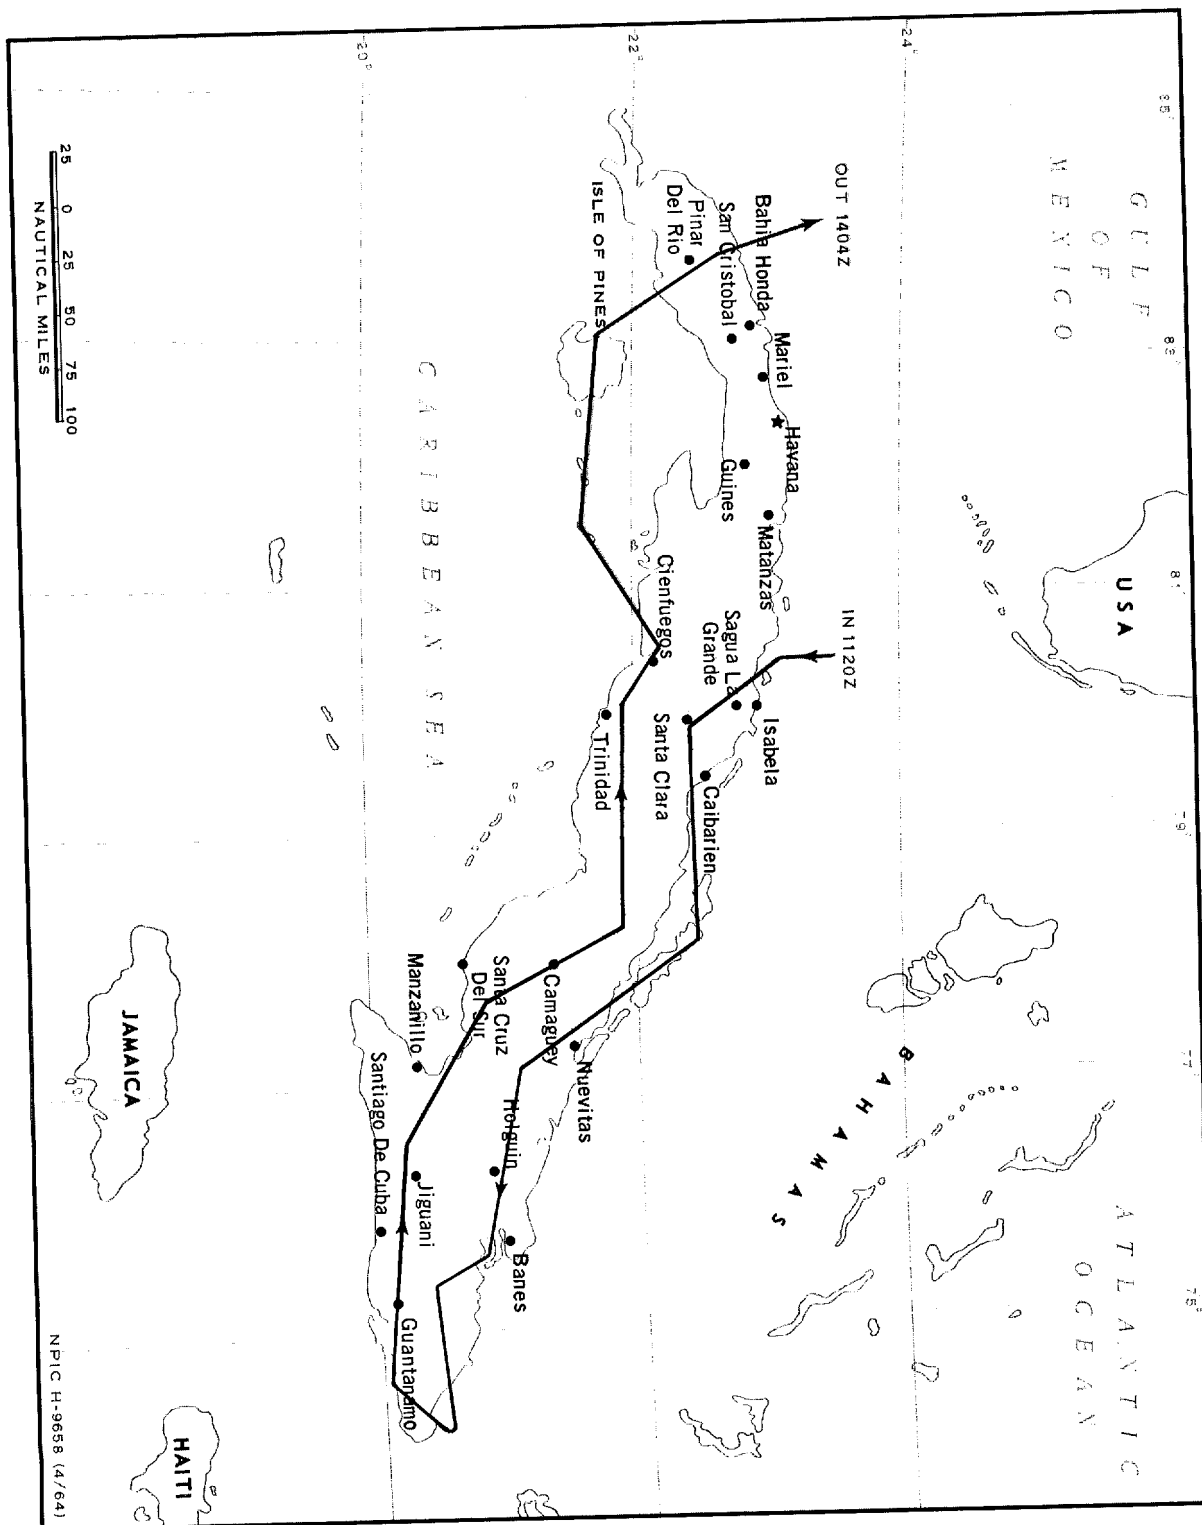 GULF
OF
MEXICO
ATLANTIC
OCEAN
USA
BAHAMAS
CARIBBEAN SEA
JAMAICA
HAITI
85°
83°
81°
79°
77°
75°
24°
22°
20°
OUT 1404Z
IN 1120Z
Bahia Honda
San Cristobal
Pinar
Del Rio
Mariel
Havana
Guines
Matanzas
ISLE OF PINES
Cienfuegos
Sagua La
Grande
Isabela
Santa Clara
Caibarien
Trinidad
Camaguey
Nuevitas
Santa Cruz
Del Sur
Manzanillo
Holguin
Banes
Jiguani
Santiago De Cuba
Guantanamo
25 0 25 50 75 100
NAUTICAL MILES
NPIC H-9658 (4/64)